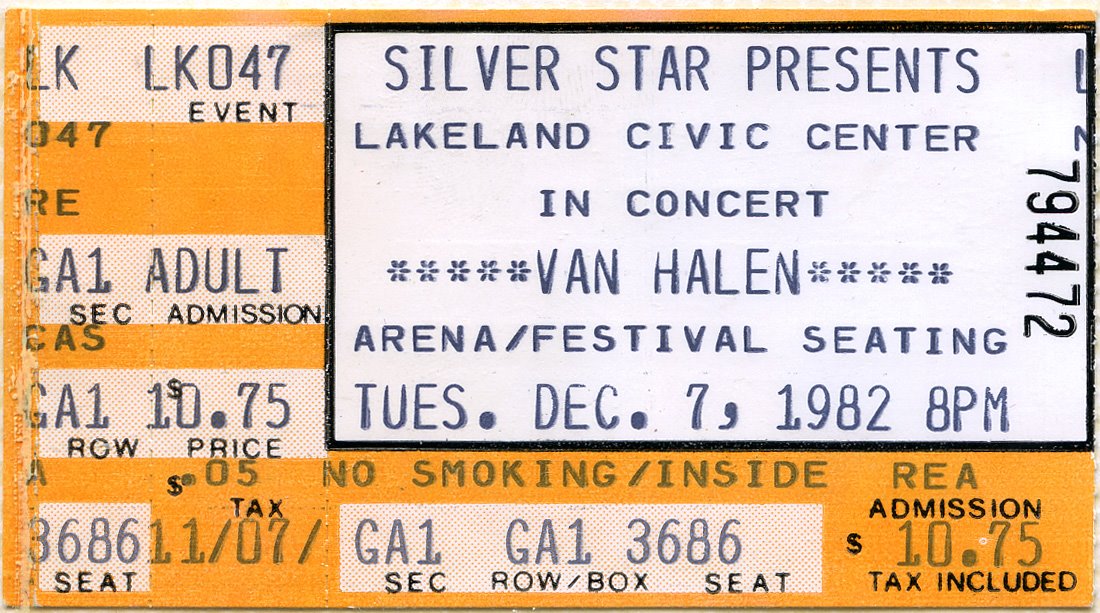 LK LK047
EVENT
047
RE
GA1 ADULT
SEC ADMISSION
CAS
GA1 $ 10.75
ROW PRICE
A $ .05
TAX
3686 11/07/
SEAT
SILVER STAR PRESENTS
LAKELAND CIVIC CENTER
IN CONCERT
*****VAN HALEN*****
ARENA/FESTIVAL SEATING
TUES. DEC. 7, 1982 8PM
NO SMOKING/INSIDE REA
GA1 GA1 3686
SEC ROW/BOX SEAT
ADMISSION
$ 10.75
TAX INCLUDED
794472